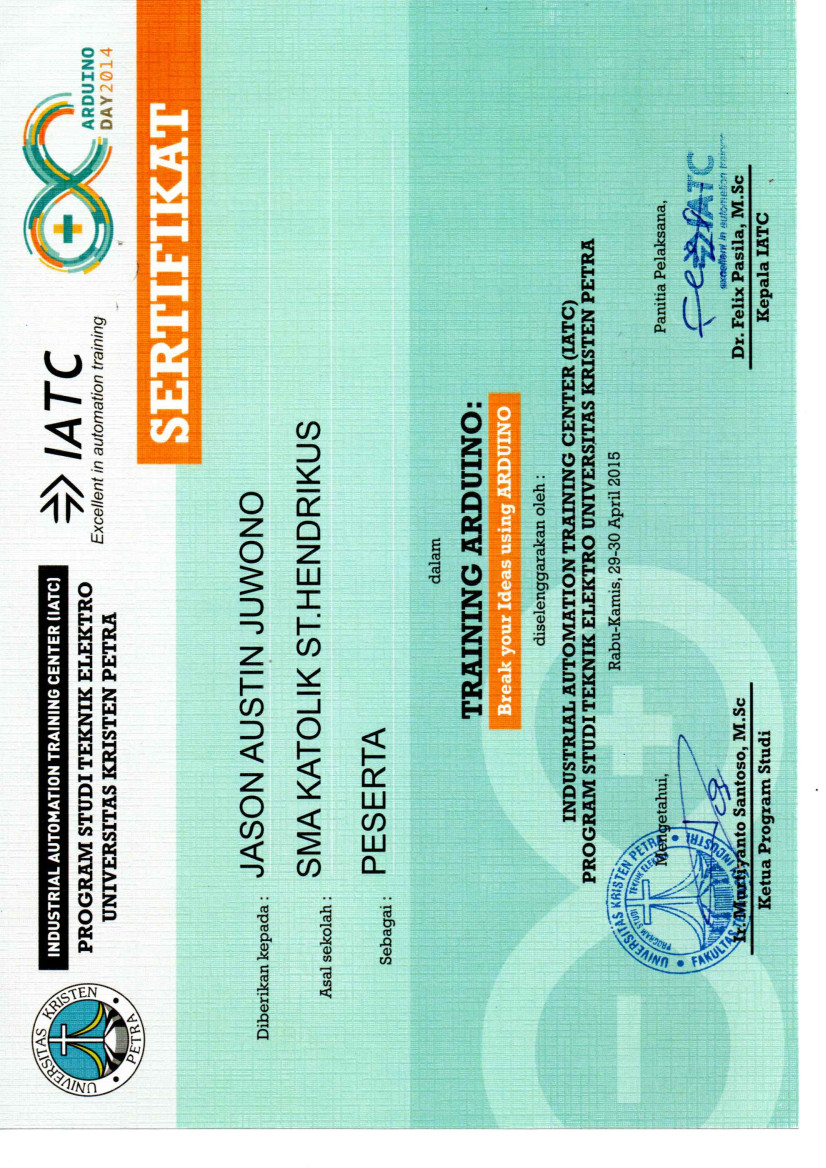 UNIVERSITAS KRISTEN
PETRA
INDUSTRIAL AUTOMATION TRAINING CENTER (IATC)
PROGRAM STUDI TEKNIK ELEKTRO
UNIVERSITAS KRISTEN PETRA
IATC
Excellent in automation training
ARDUINO
DAY2014
SERTIFIKAT
Diberikan kepada : JASON AUSTIN JUWONO
Asal sekolah : SMA KATOLIK ST.HENDRIKUS
Sebagai : PESERTA
dalam
TRAINING ARDUINO:
Break your Ideas using ARDUINO
diselenggarakan oleh :
INDUSTRIAL AUTOMATION TRAINING CENTER (IATC)
PROGRAM STUDI TEKNIK ELEKTRO UNIVERSITAS KRISTEN PETRA
Rabu-Kamis, 29-30 April 2015
UNIVERSITAS KRISTEN PETRA
PROGRAM STUDI TEKNIK ELEKTRO
FAKULTAS TEKNOLOGI INDUSTRI
Mengetahui,
Ir. Murtiyanto Santoso, M.Sc
Ketua Program Studi
Panitia Pelaksana,
IATC
excellent in automation training
Dr. Felix Pasila, M.Sc
Kepala IATC